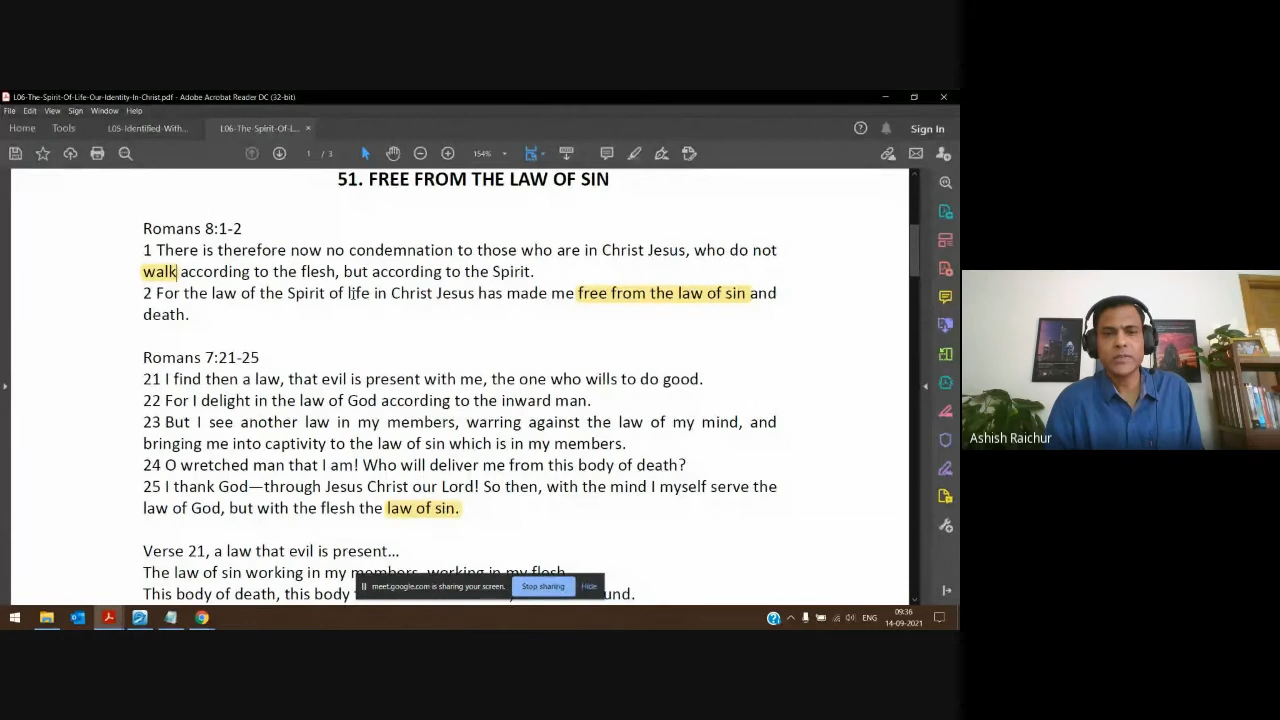 L06-The-Spirit-Of-Life-Our-Identity-In-Christ.pdf - Adobe Acrobat Reader DC (32-bit)
File Edit View Sign Window Help
Home Tools L05-Identified-With... L06-The-Spirit-Of-L... × Sign In
1 / 3 154%
51. FREE FROM THE LAW OF SIN
Romans 8:1-2
1 There is therefore now no condemnation to those who are in Christ Jesus, who do not
walk according to the flesh, but according to the Spirit.
2 For the law of the Spirit of life in Christ Jesus has made me free from the law of sin and
death.
Romans 7:21-25
21 I find then a law, that evil is present with me, the one who wills to do good.
22 For I delight in the law of God according to the inward man.
23 But I see another law in my members, warring against the law of my mind, and
bringing me into captivity to the law of sin which is in my members.
24 O wretched man that I am! Who will deliver me from this body of death?
25 I thank God—through Jesus Christ our Lord! So then, with the mind I myself serve the
law of God, but with the flesh the law of sin.
Verse 21, a law that evil is present...
The law of sin working in my members, working in my flesh
This body of death, this body
meet.google.com is sharing your screen. Stop sharing Hide
ENG
09:36
14-09-2021
Ashish Raichur